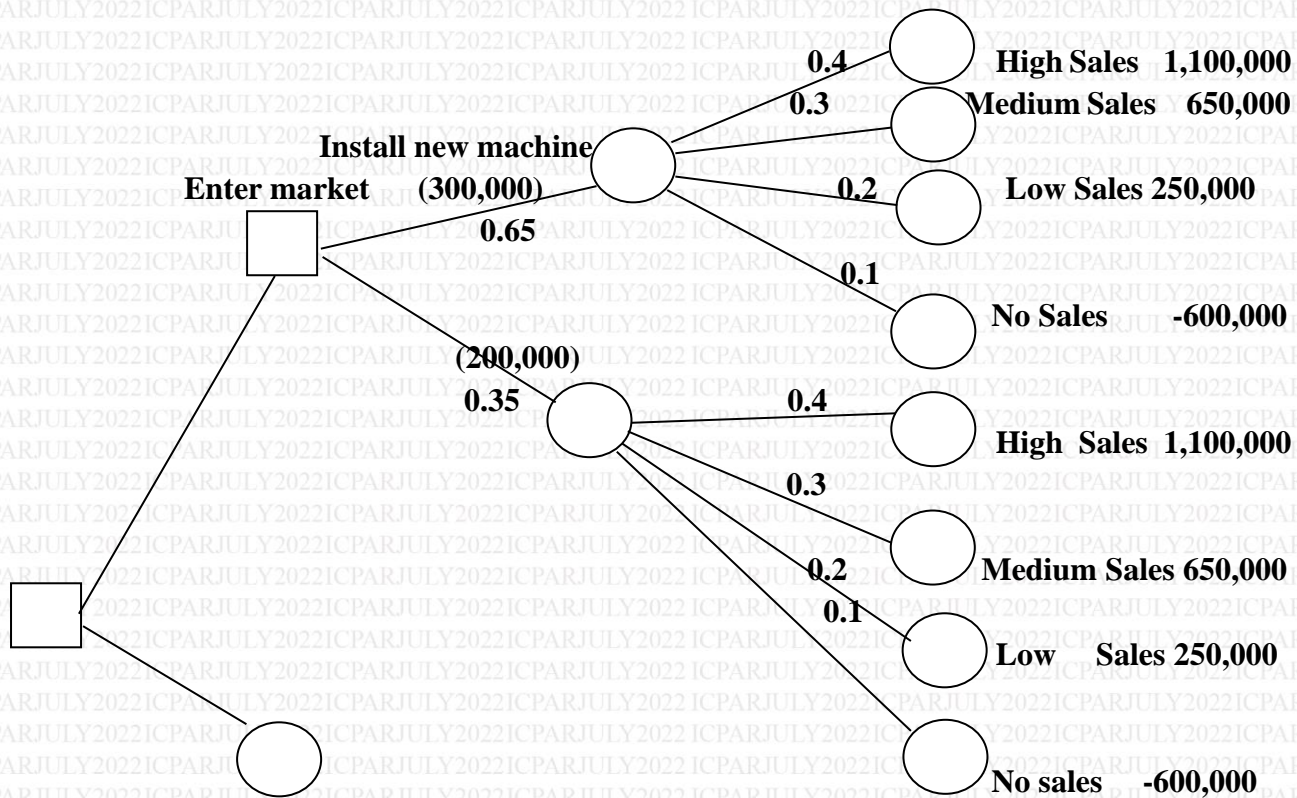 0.4
High Sales 1,100,000
0.3
Medium Sales 650,000
Install new machine
Enter market (300,000)
0.65
0.2
Low Sales 250,000
0.1
No Sales -600,000
(200,000)
0.35
0.4
High Sales 1,100,000
0.3
Medium Sales 650,000
0.2
0.1
Low Sales 250,000
No sales -600,000